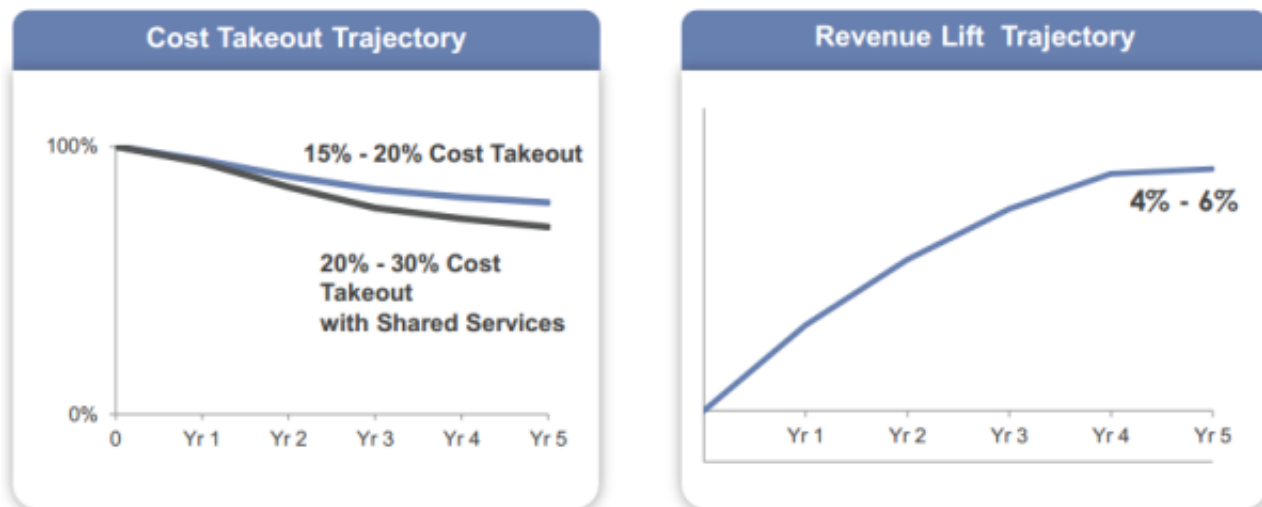 Cost Takeout Trajectory
100%
15% - 20% Cost Takeout
20% - 30% Cost
Takeout
with Shared Services
0%
0 Yr 1 Yr 2 Yr 3 Yr 4 Yr 5
Revenue Lift Trajectory
4% - 6%
Yr 1 Yr 2 Yr 3 Yr 4 Yr 5